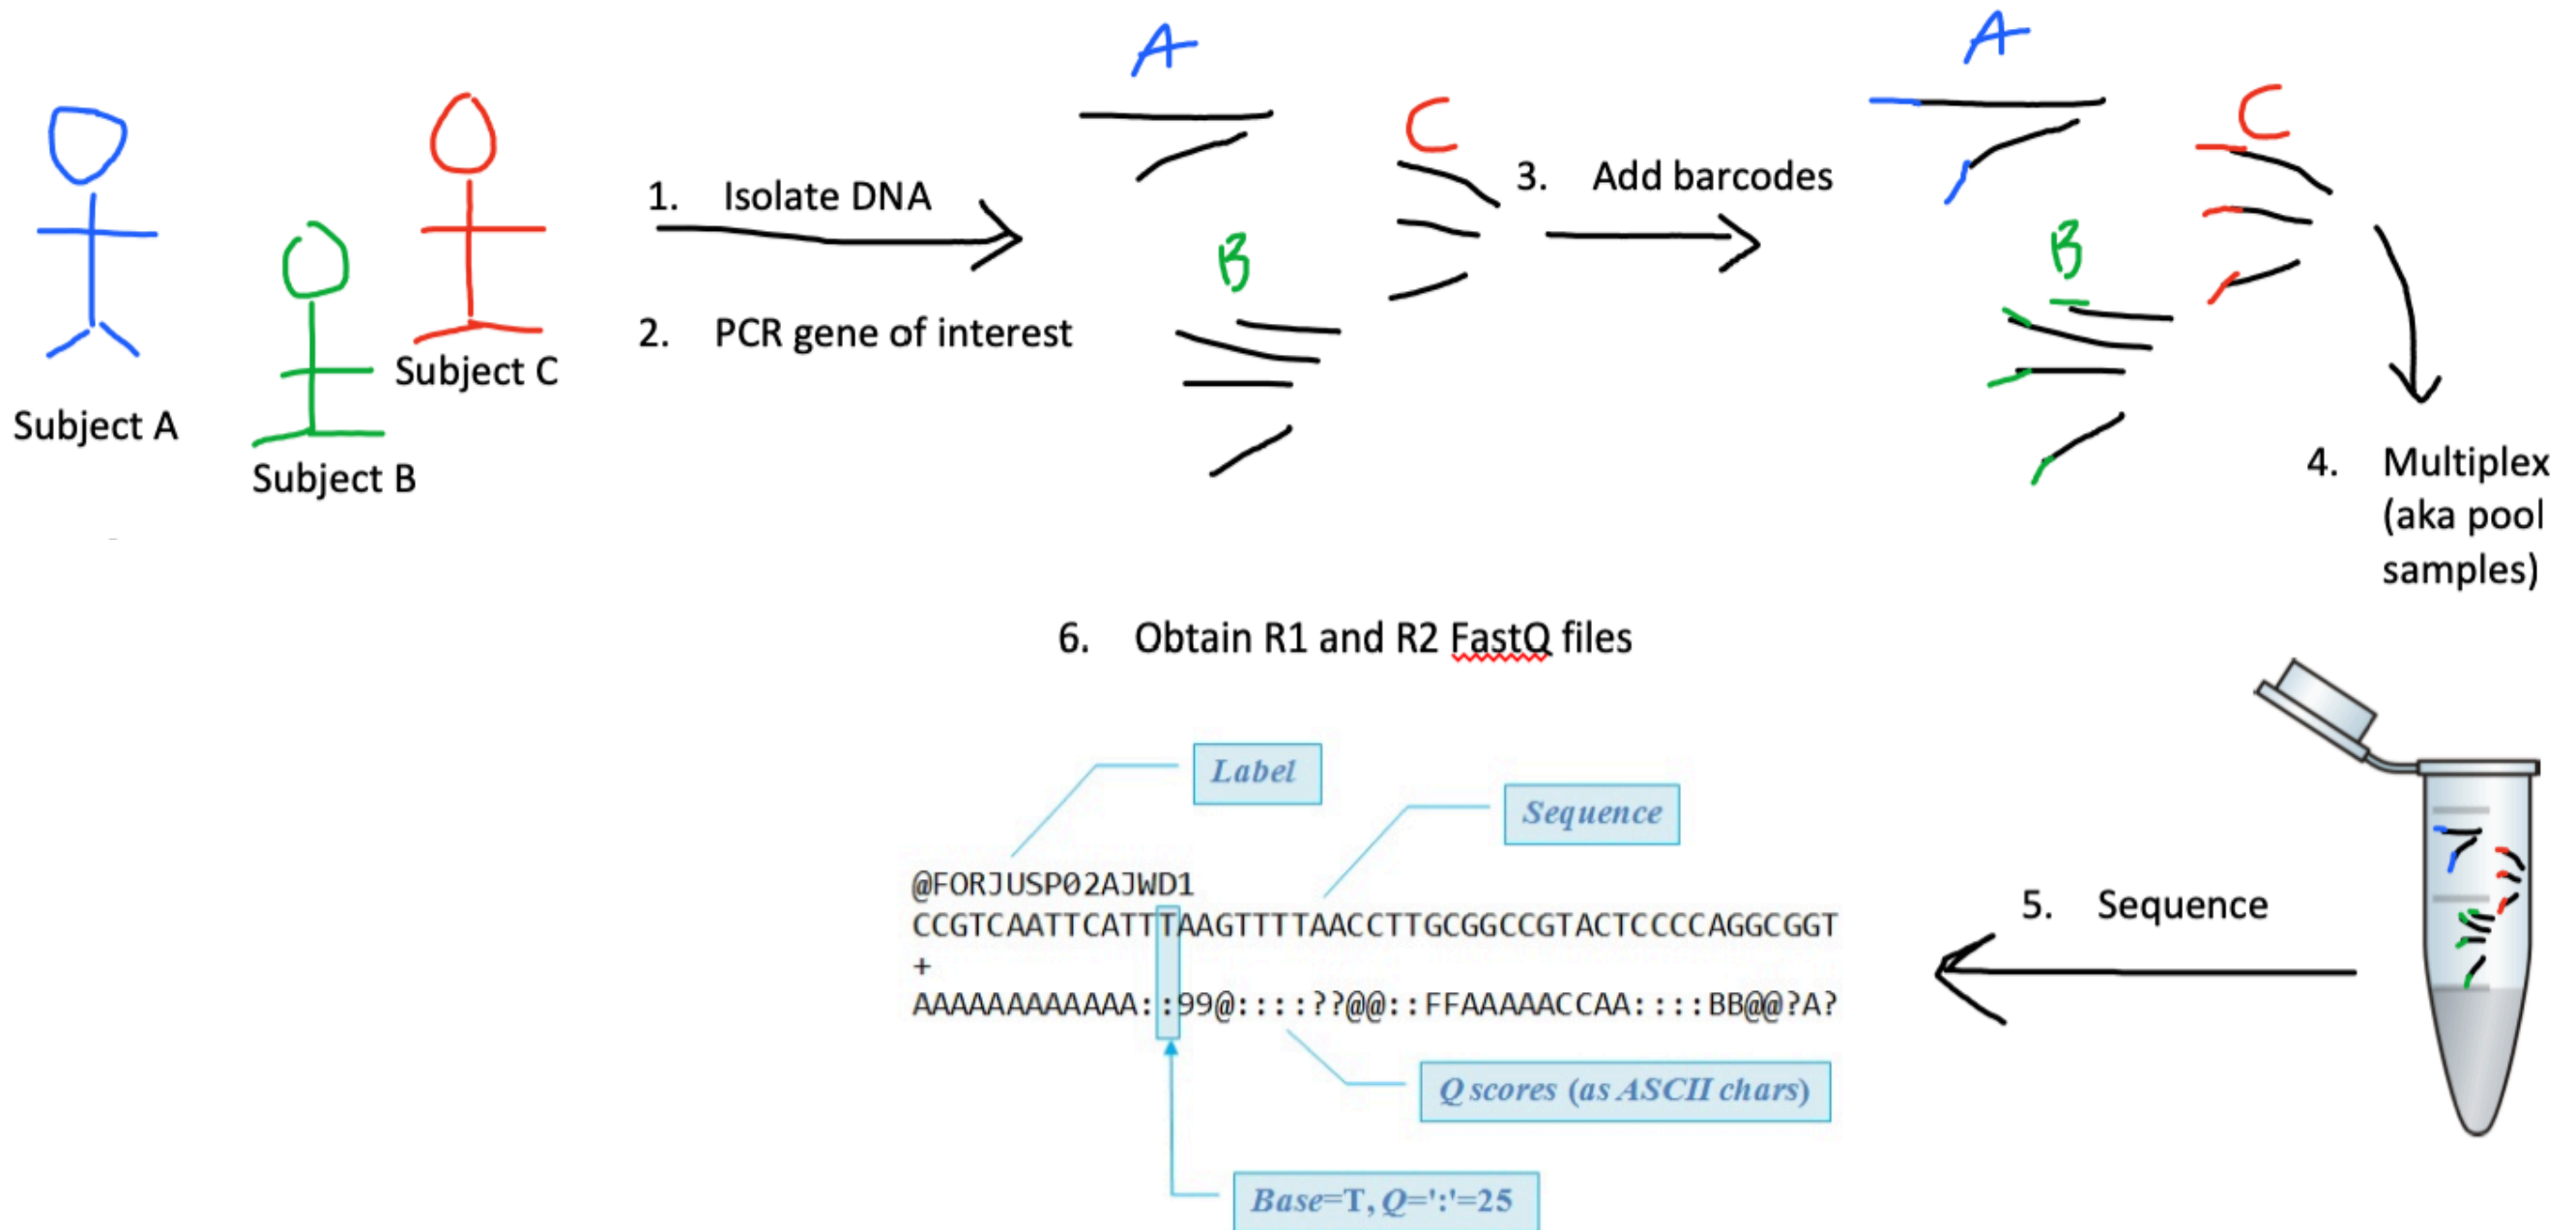 A
C
B
A
C
B
Subject A
Subject B
Subject C
1. Isolate DNA
2. PCR gene of interest
3. Add barcodes
4. Multiplex
(aka pool
samples)
5. Sequence
6. Obtain R1 and R2 FastQ files
Label
Sequence
@FORJUSP02AJWD1
CCGTCAATTCATTTAAGTTTTAACCTTGCGGCCGTACTCCCCAGGCGGT
+
AAAAAAAAAAAA::99@::::??@@::FFAAAAACCAA::::BB@@?A?
Q scores (as ASCII chars)
Base=T, Q=':'=25